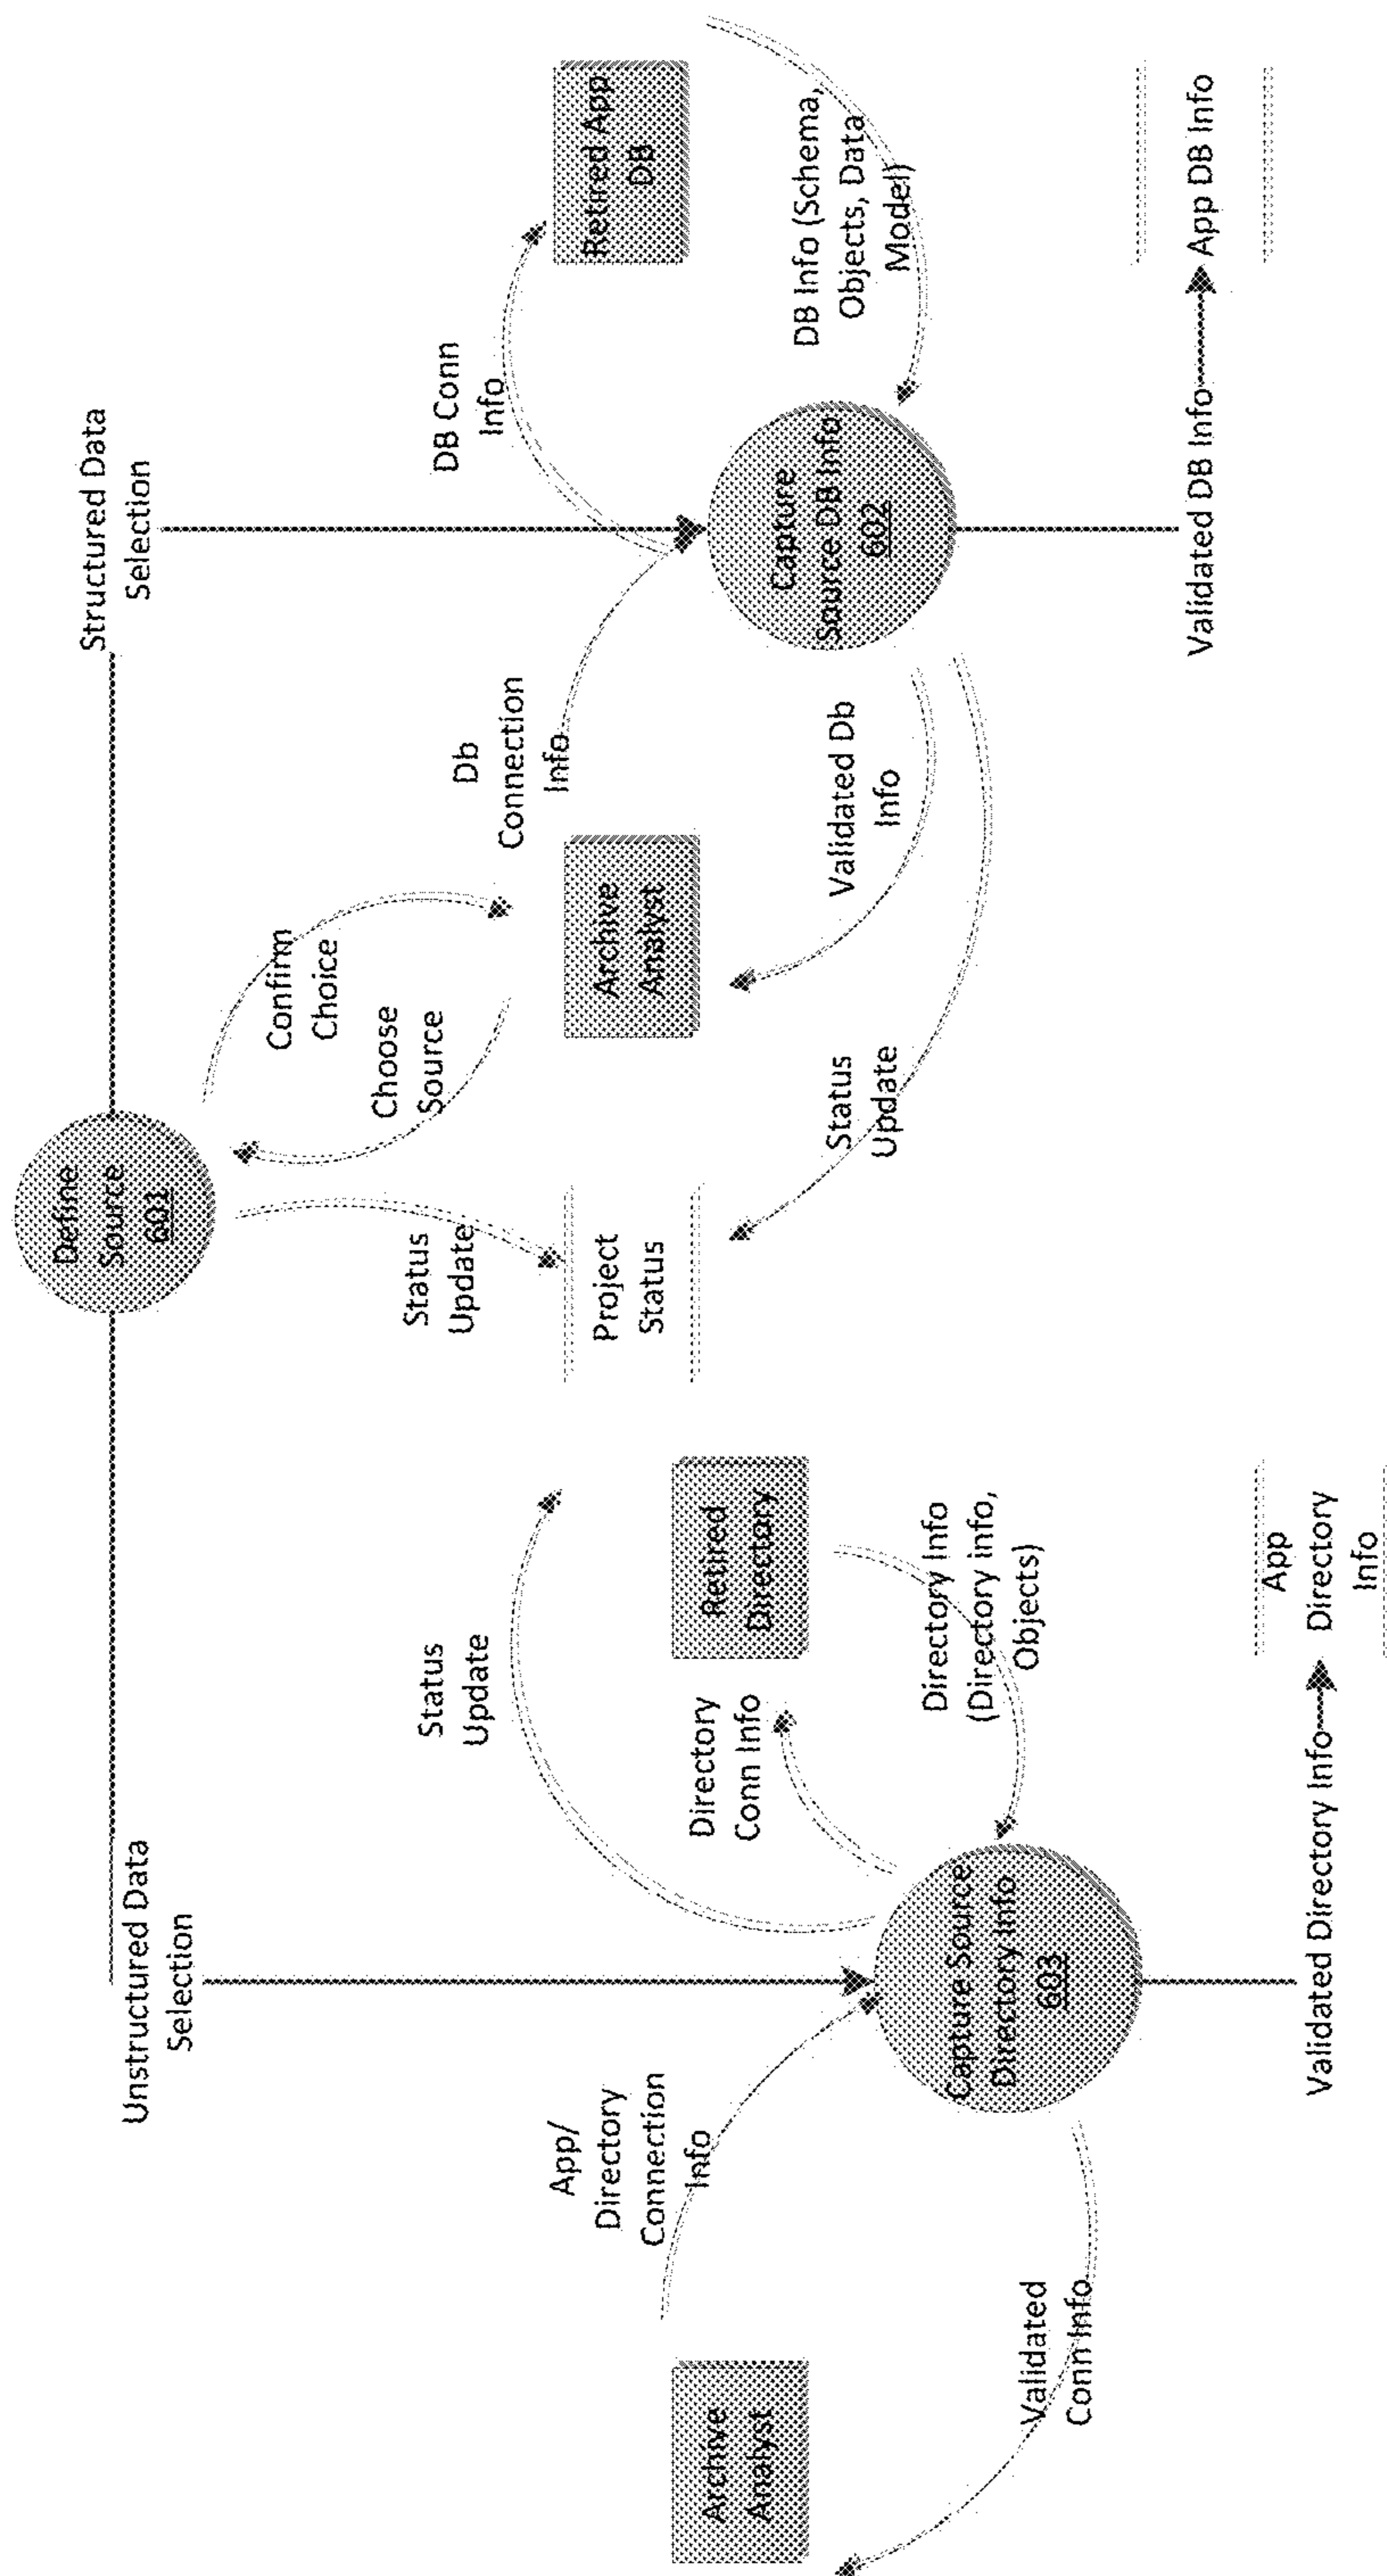 Define
Source
601
Unstructured Data
Selection
Structured Data
Selection
Confirm
Choice
Choose
Source
Status
Update
Status
Update
Db
Connection
Info
DB Conn
Info
App/
Directory
Connection
Info
Project
Status
Archive
Analyst
Retired App
DB
Archive
Analyst
Directory
Conn Info
Retired
Directory
Status
Update
Validated Db
Info
Capture
Source DB Info
602
DB Info (Schema,
Objects, Data
Model)
Capture Source
Directory Info
603
Directory Info
(Directory info,
Objects)
Validated
Conn Info
Validated DB Info
App DB Info
Validated Directory Info
App
Directory
Info